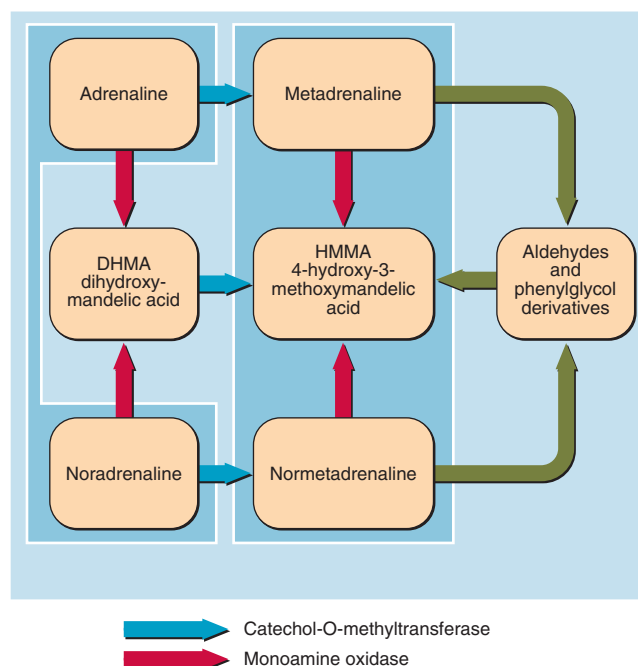 Adrenaline
Metadrenaline
DHMA
dihydroxy-
mandelic acid
HMMA
4-hydroxy-3-
methoxymandelic
acid
Aldehydes
and
phenylglycol
derivatives
Noradrenaline
Normetadrenaline
Catechol-O-methyltransferase
Monoamine oxidase